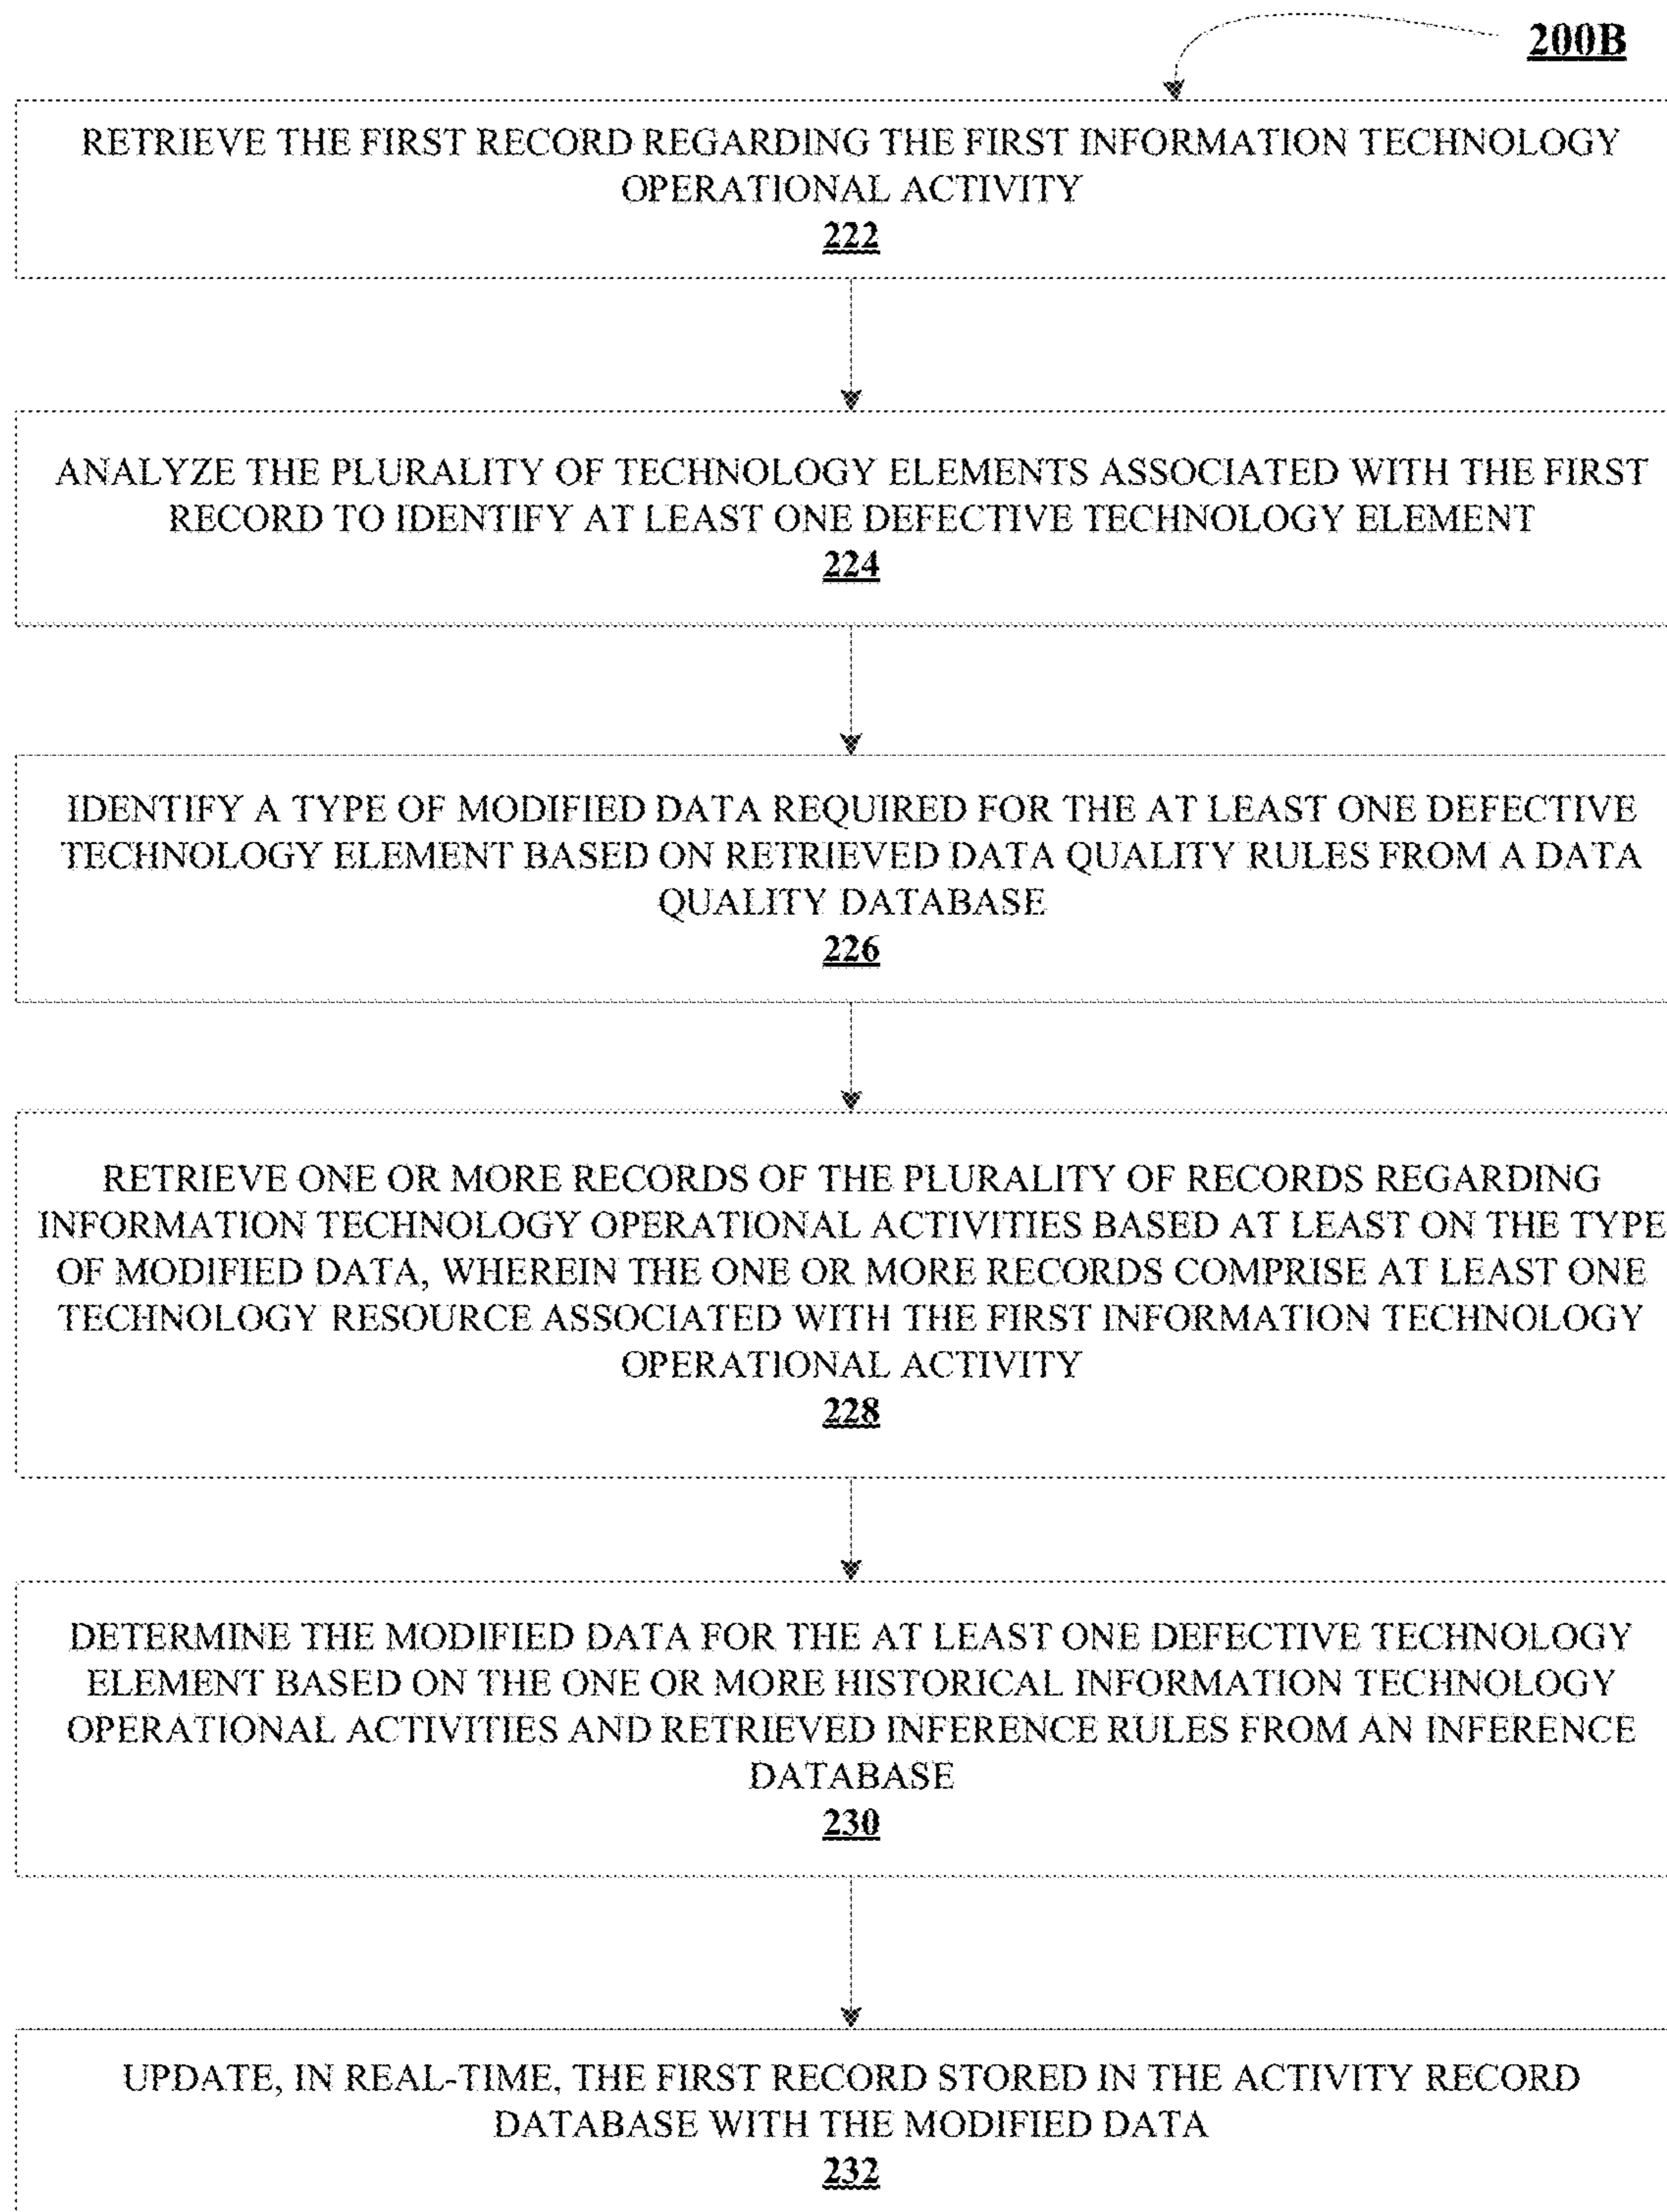 200B
RETRIEVE THE FIRST RECORD REGARDING THE FIRST INFORMATION TECHNOLOGY
OPERATIONAL ACTIVITY
222
ANALYZE THE PLURALITY OF TECHNOLOGY ELEMENTS ASSOCIATED WITH THE FIRST
RECORD TO IDENTIFY AT LEAST ONE DEFECTIVE TECHNOLOGY ELEMENT
224
IDENTIFY A TYPE OF MODIFIED DATA REQUIRED FOR THE AT LEAST ONE DEFECTIVE
TECHNOLOGY ELEMENT BASED ON RETRIEVED DATA QUALITY RULES FROM A DATA
QUALITY DATABASE
226
RETRIEVE ONE OR MORE RECORDS OF THE PLURALITY OF RECORDS REGARDING
INFORMATION TECHNOLOGY OPERATIONAL ACTIVITIES BASED AT LEAST ON THE TYPE
OF MODIFIED DATA, WHEREIN THE ONE OR MORE RECORDS COMPRISE AT LEAST ONE
TECHNOLOGY RESOURCE ASSOCIATED WITH THE FIRST INFORMATION TECHNOLOGY
OPERATIONAL ACTIVITY
228
DETERMINE THE MODIFIED DATA FOR THE AT LEAST ONE DEFECTIVE TECHNOLOGY
ELEMENT BASED ON THE ONE OR MORE HISTORICAL INFORMATION TECHNOLOGY
OPERATIONAL ACTIVITIES AND RETRIEVED INFERENCE RULES FROM AN INFERENCE
DATABASE
230
UPDATE, IN REAL-TIME, THE FIRST RECORD STORED IN THE ACTIVITY RECORD
DATABASE WITH THE MODIFIED DATA
232